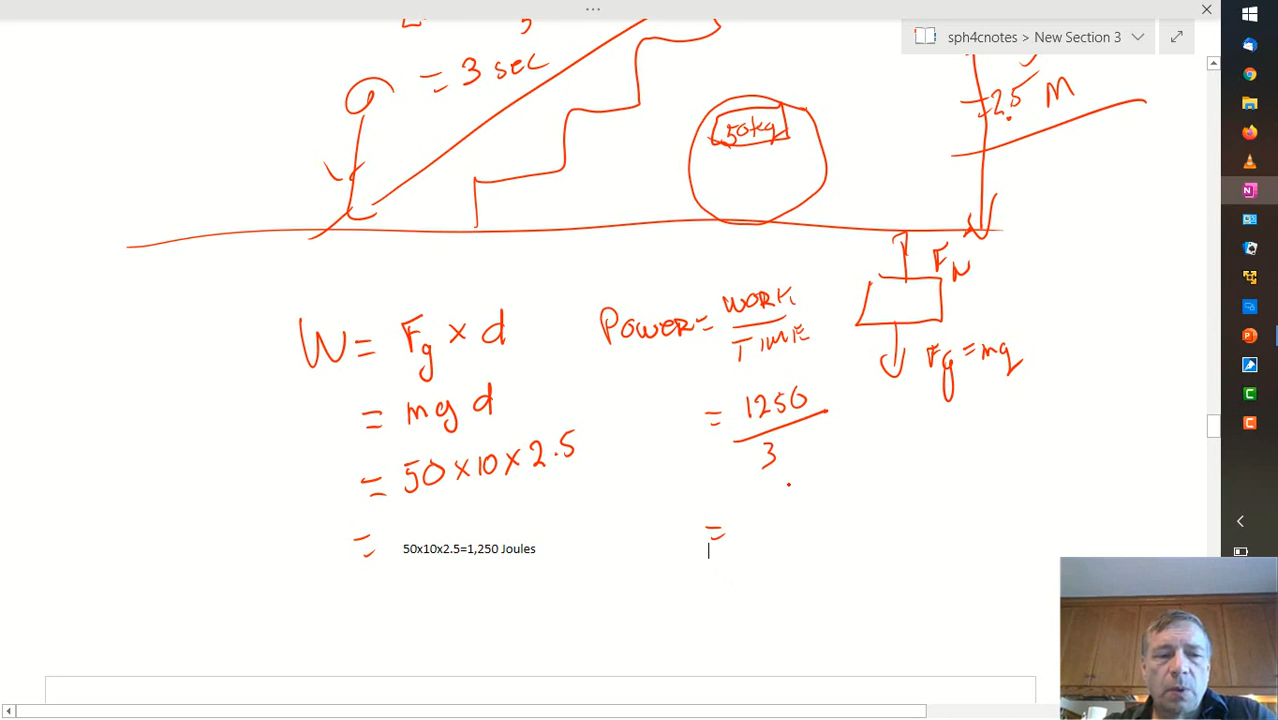 sph4cnotes > New Section 3
= 3 sec
50kg
2.5 M
FN
Fg = mg
W = Fg x d
= mg d
= 50 x 10 x 2.5
= 50x10x2.5=1,250 Joules
POWER = WORK
TIME
= 1250
3
=